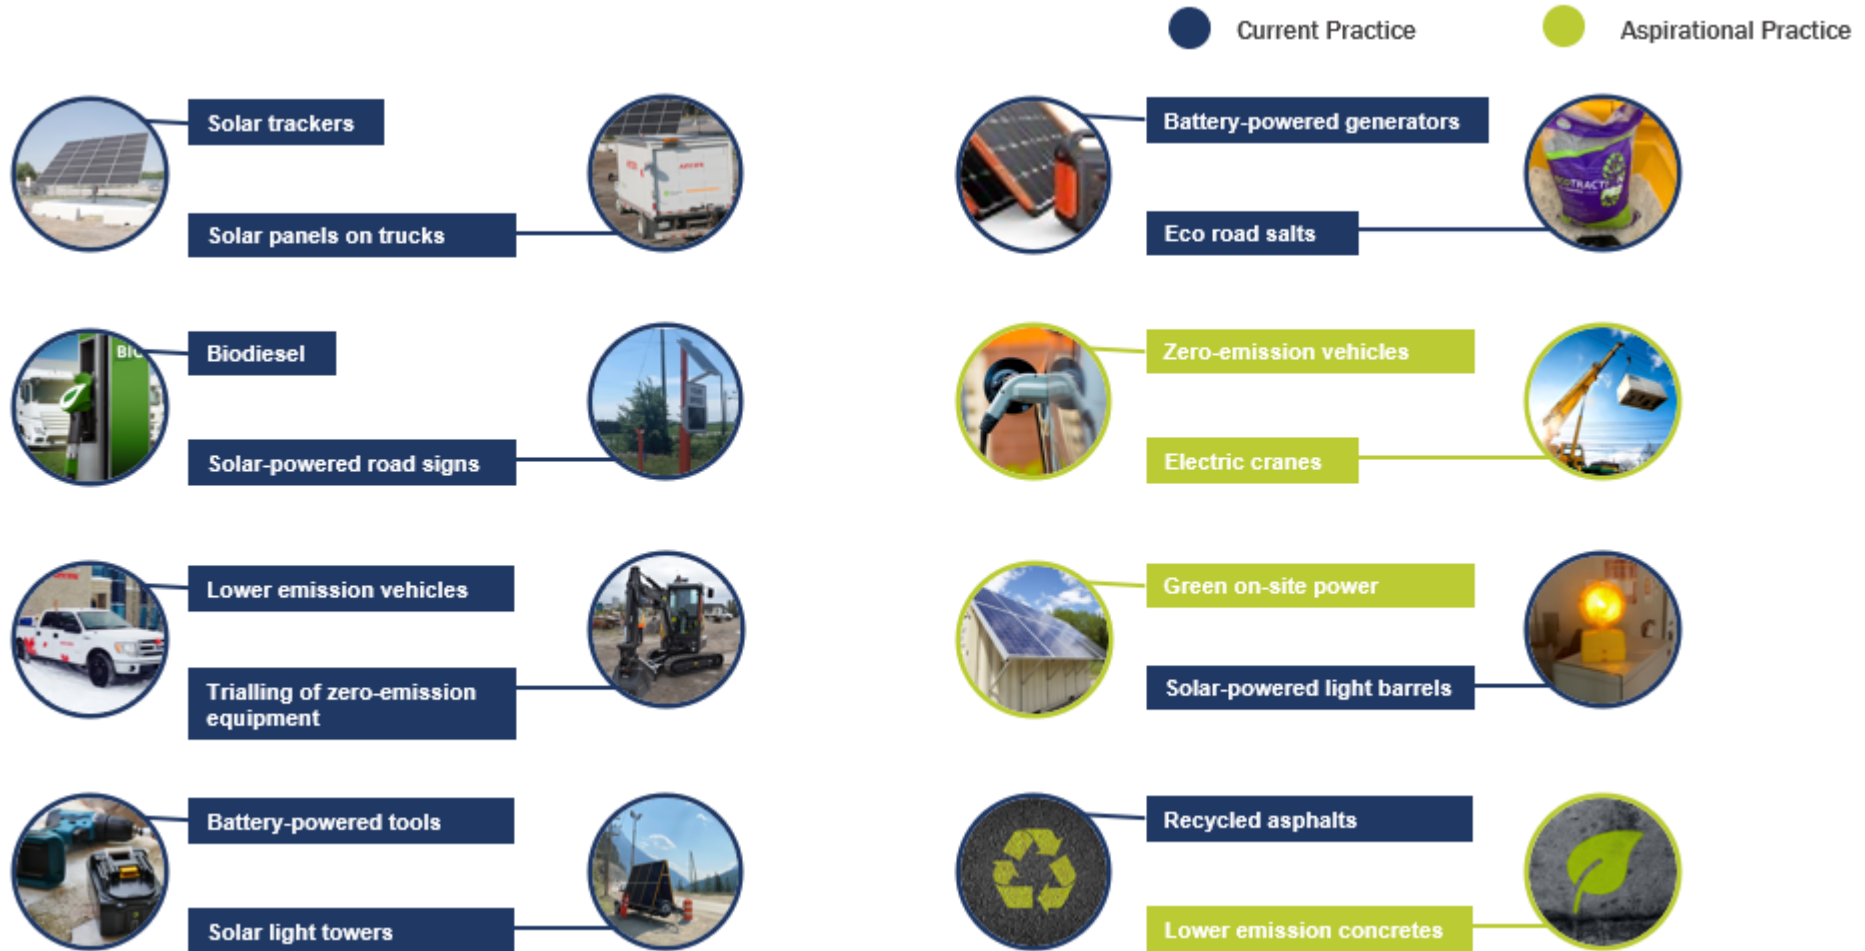 Current Practice
Aspirational Practice
Solar trackers
Solar panels on trucks
Battery-powered generators
Eco road salts
Biodiesel
Solar-powered road signs
Zero-emission vehicles
Electric cranes
Lower emission vehicles
Trialling of zero-emission
equipment
Green on-site power
Solar-powered light barrels
Battery-powered tools
Solar light towers
Recycled asphalts
Lower emission concretes